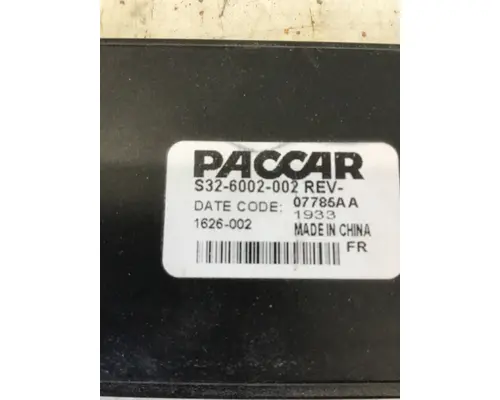 PACCAR
S32-6002-002 REV-
DATE CODE: 07785AA
1933
1626-002 MADE IN CHINA
FR